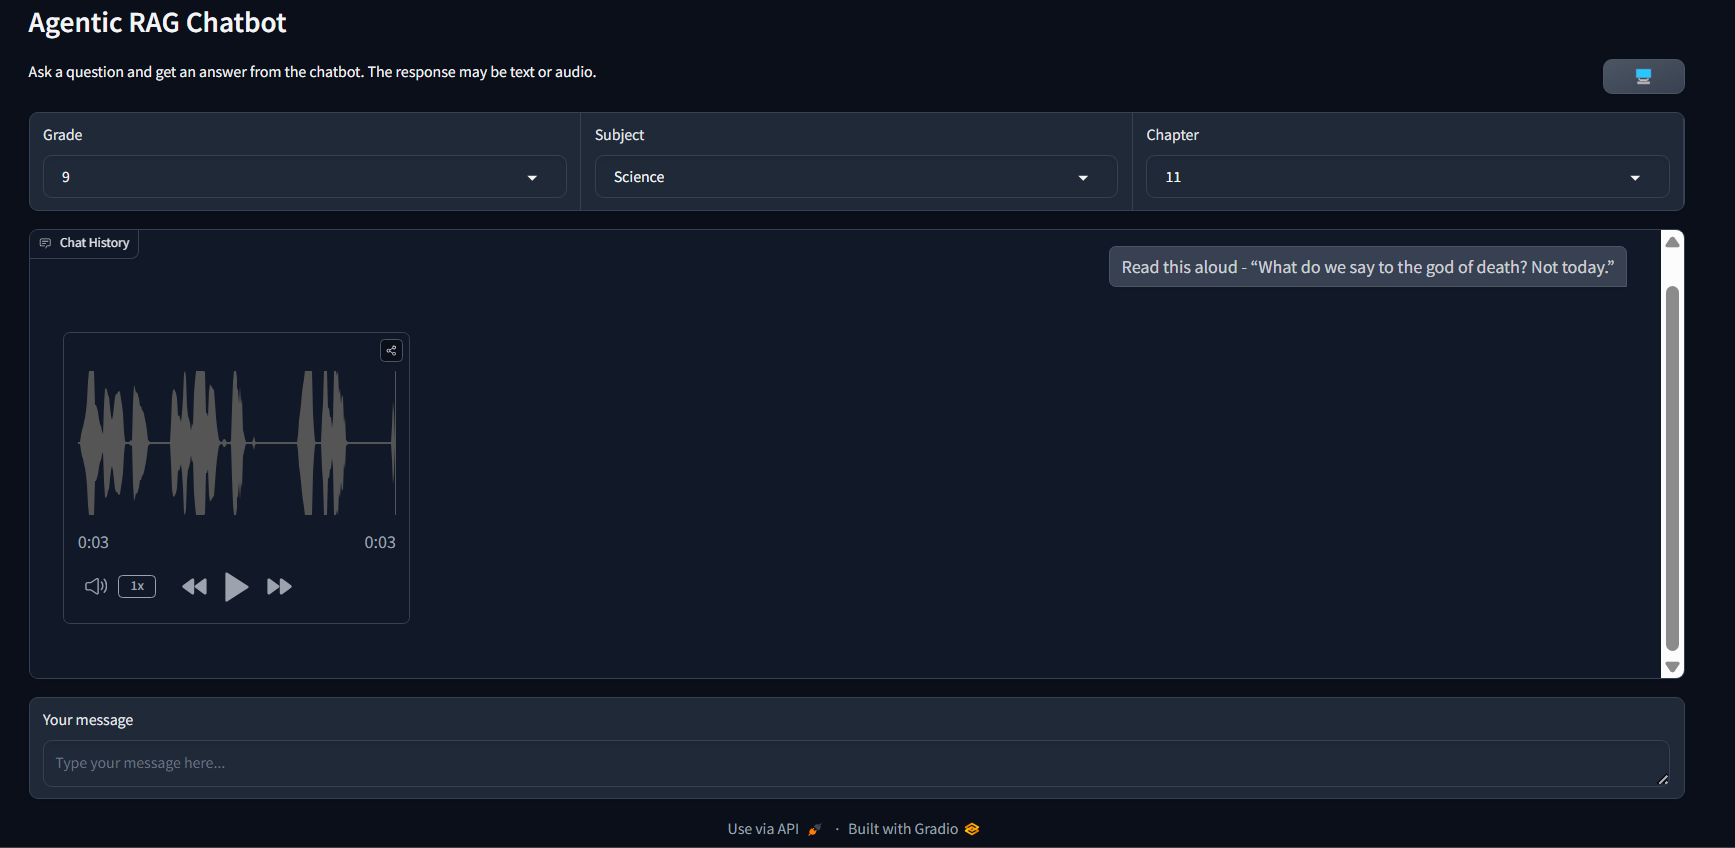 Agentic RAG Chatbot
Ask a question and get an answer from the chatbot. The response may be text or audio.
Grade
9
Subject
Science
Chapter
11
Chat History
Read this aloud - “What do we say to the god of death? Not today.”
0:03
0:03
1x
Your message
Type your message here...
Use via API · Built with Gradio